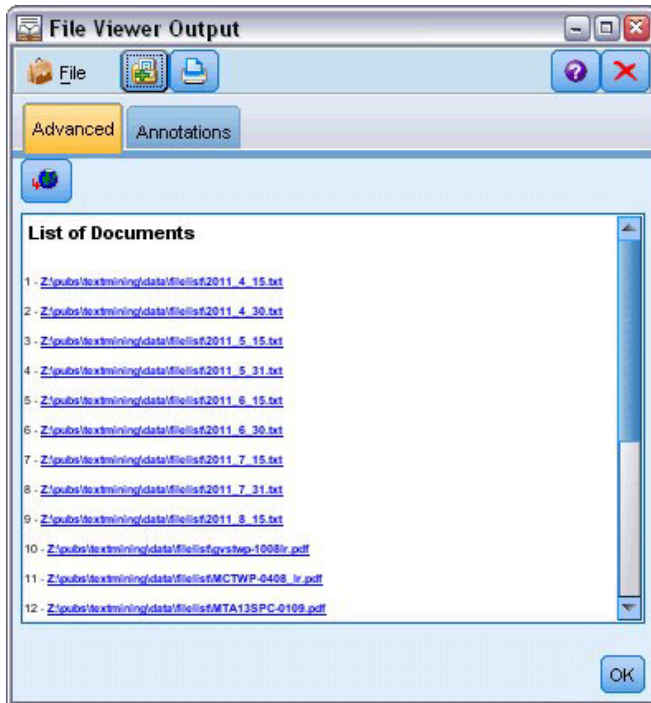 File Viewer Output
File
Advanced Annotations
List of Documents
1 - Z:\pubs\textmining\data\filelist\2011_4_15.txt
2 - Z:\pubs\textmining\data\filelist\2011_4_30.txt
3 - Z:\pubs\textmining\data\filelist\2011_5_15.txt
4 - Z:\pubs\textmining\data\filelist\2011_5_31.txt
5 - Z:\pubs\textmining\data\filelist\2011_6_15.txt
6 - Z:\pubs\textmining\data\filelist\2011_6_30.txt
7 - Z:\pubs\textmining\data\filelist\2011_7_15.txt
8 - Z:\pubs\textmining\data\filelist\2011_7_31.txt
9 - Z:\pubs\textmining\data\filelist\2011_8_15.txt
10 - Z:\pubs\textmining\data\filelist\gvstwp-1008lr.pdf
11 - Z:\pubs\textmining\data\filelist\MCTWP-0408_lr.pdf
12 - Z:\pubs\textmining\data\filelist\MTA13SPC-0109.pdf
OK